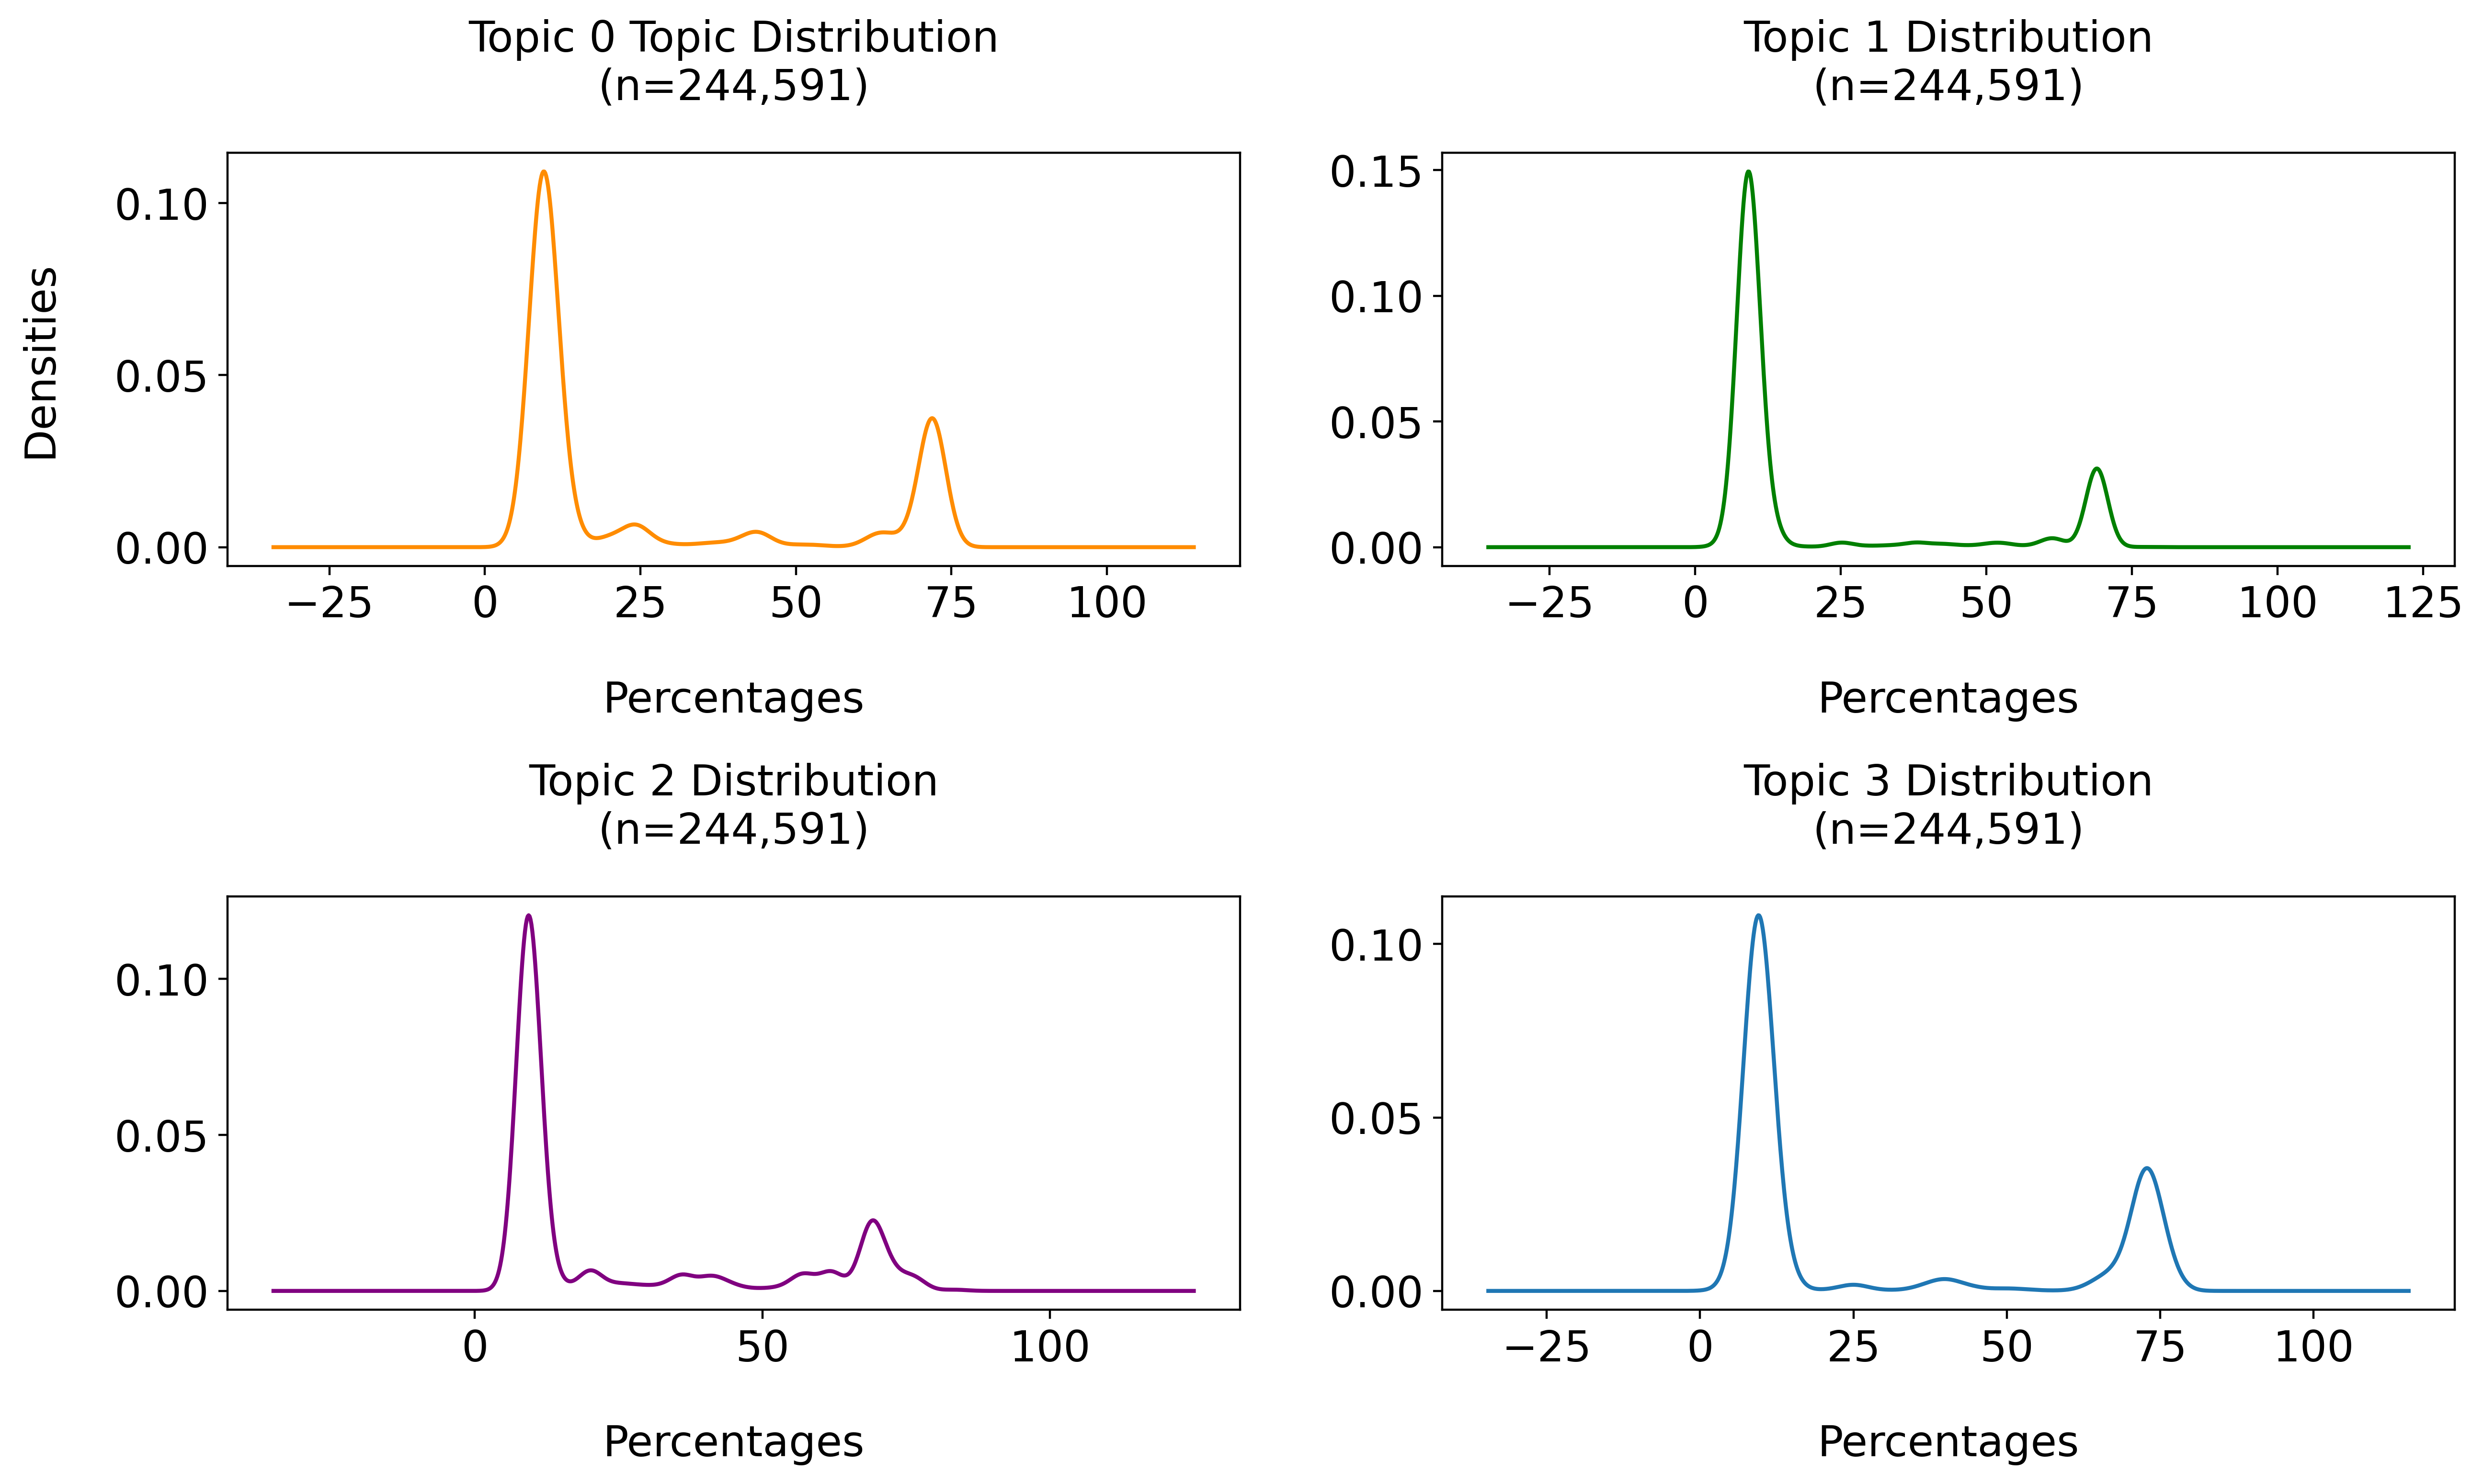 Topic 0 Topic Distribution
(n=244,591)
Topic 1 Distribution
(n=244,591)
Densities
0.10
0.05
0.00
−25 0 25 50 75 100
Percentages
0.15
0.10
0.05
0.00
−25 0 25 50 75 100 125
Percentages
Topic 2 Distribution
(n=244,591)
Topic 3 Distribution
(n=244,591)
0.10
0.05
0.00
0 50 100
Percentages
0.10
0.05
0.00
−25 0 25 50 75 100
Percentages